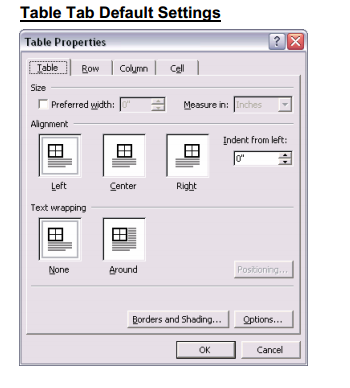 Table Tab Default Settings
Table Properties
Table Row Column Cell
Size
Preferred width: 0" Measure in: Inches
Alignment
Indent from left:
0"
Left Center Right
Text wrapping
None Around Positioning...
Borders and Shading... Options...
OK Cancel